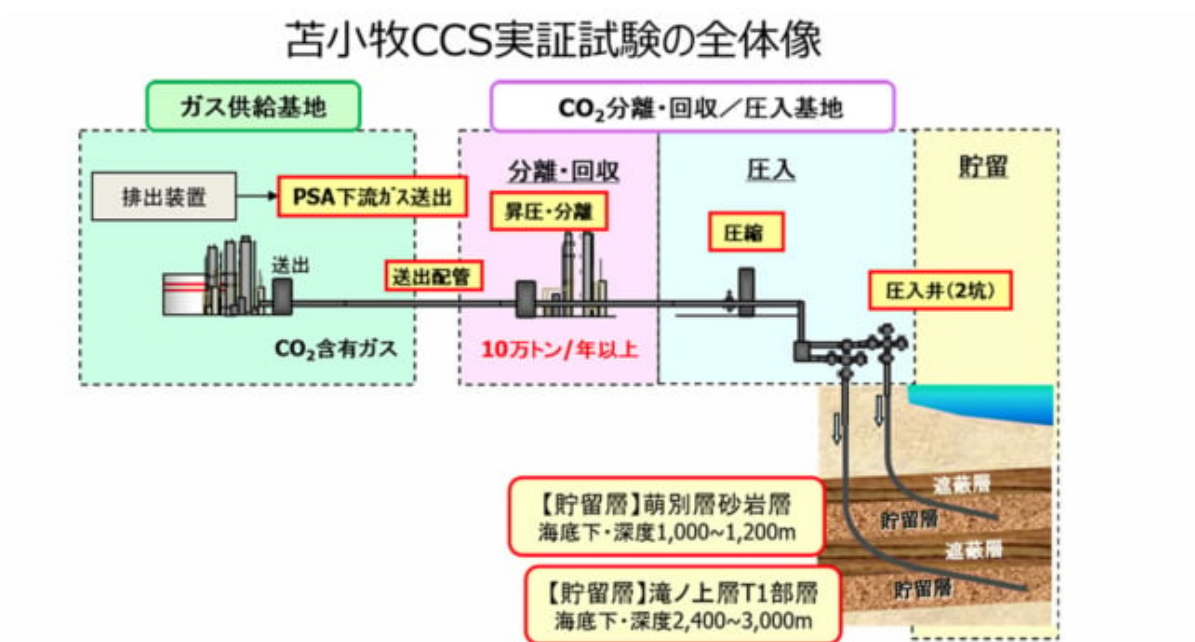 苫小牧CCS実証試験の全体像
ガス供給基地
CO₂分離・回収／圧入基地
分離・回収
圧入
貯留
排出装置
PSA下流ガス送出
昇圧・分離
圧縮
送出
送出配管
圧入井(2坑)
CO₂含有ガス
10万トン/年以上
【貯留層】萌別層砂岩層
海底下・深度1,000~1,200m
遮蔽層
貯留層
遮蔽層
貯留層
【貯留層】滝ノ上層T1部層
海底下・深度2,400~3,000m